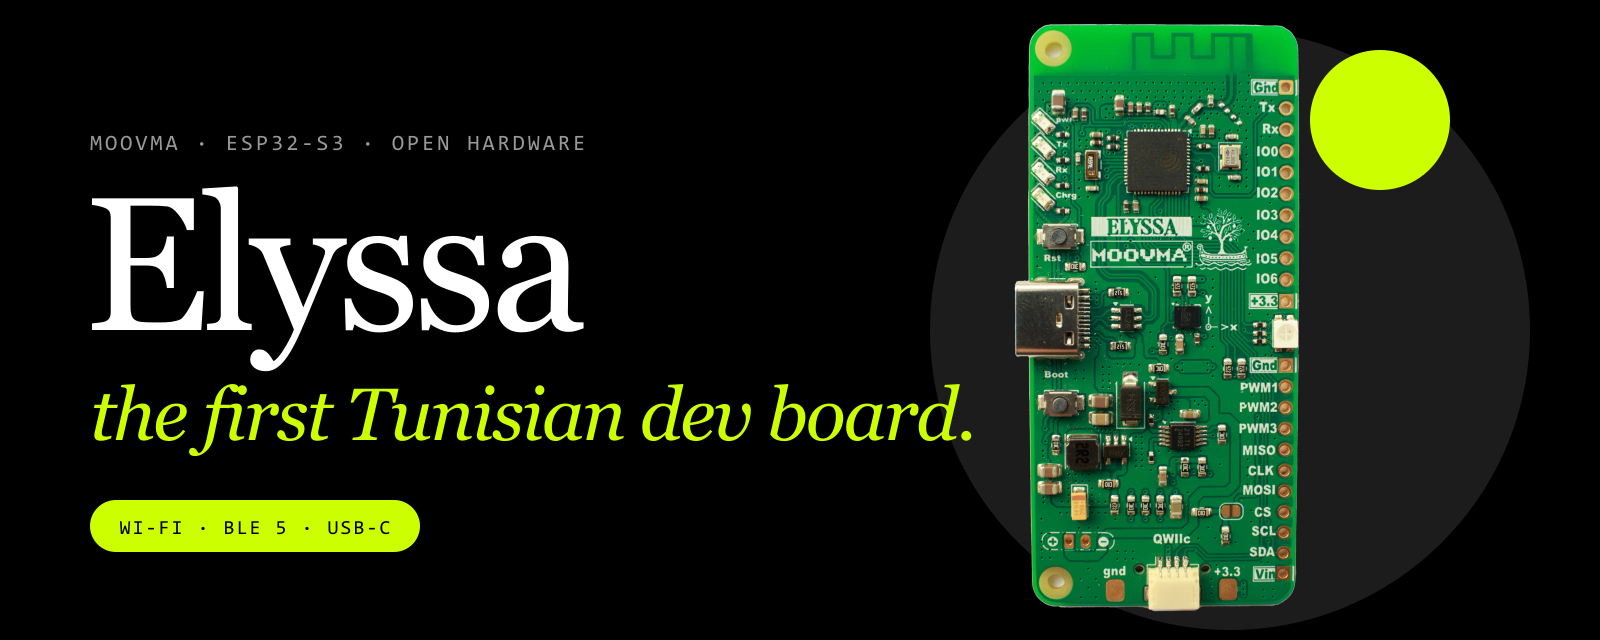 MOOVMA · ESP32-S3 · OPEN HARDWARE
Elyssa
the first Tunisian dev board.
WI-FI · BLE 5 · USB-C
Gnd
Tx
Rx
IO0
IO1
IO2
IO3
IO4
IO5
IO6
+3.3
Gnd
PWM1
PWM2
PWM3
MISO
CLK
MOSI
CS
SCL
SDA
Vin
pwr
Tx
Rx
Chrg
ELYSSA
MOOVMA®
Rst
y
x
Boot
QWIIc
gnd
+3.3